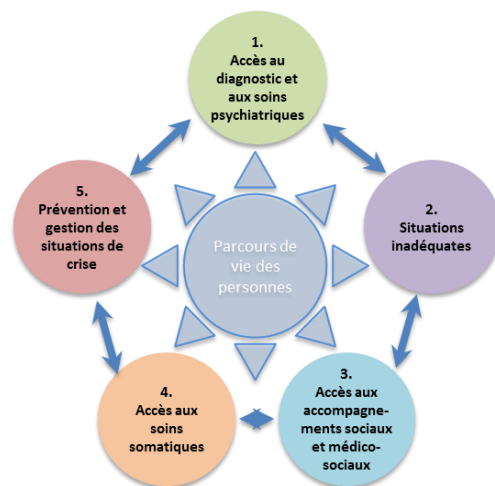 1.
Accès au
diagnostic et
aux soins
psychiatriques
2.
Situations
inadéquates
3.
Accès aux
accompagne-
ments sociaux
et médico-
sociaux
4.
Accès aux
soins
somatiques
5.
Prévention et
gestion des
situations de
crise
Parcours de
vie des
personnes